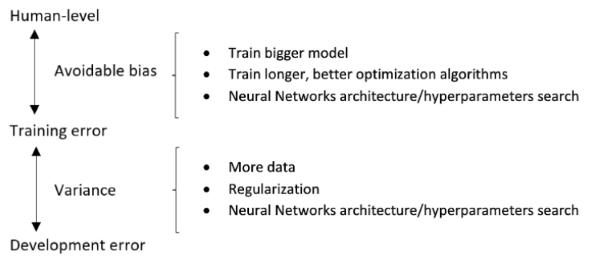 Human-level
Avoidable bias
• Train bigger model
• Train longer, better optimization algorithms
• Neural Networks architecture/hyperparameters search
Training error
Variance
• More data
• Regularization
• Neural Networks architecture/hyperparameters search
Development error